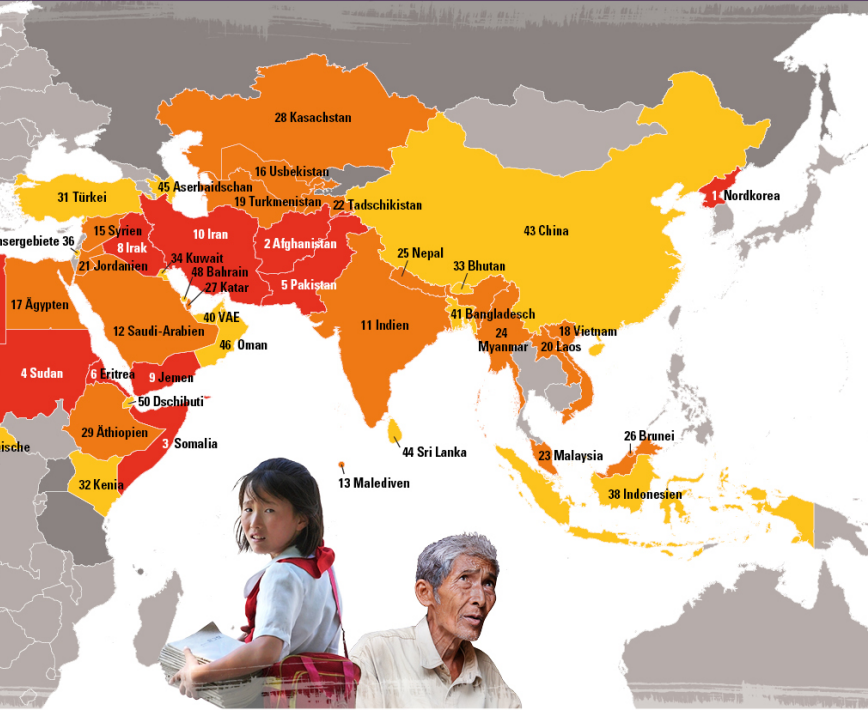 28 Kasachstan
16 Usbekistan
45 Aserbaidschan
31 Türkei
19 Turkmenistan
22 Tadschikistan
1 Nordkorea
15 Syrien
10 Iran
43 China
nsergebiete 36
8 Irak
2 Afghanistan
25 Nepal
34 Kuwait
21 Jordanien
33 Bhutan
48 Bahrain
5 Pakistan
27 Katar
17 Ägypten
40 VAE
41 Bangladesch
12 Saudi-Arabien
11 Indien
18 Vietnam
24
Myanmar
46 Oman
20 Laos
4 Sudan
6 Eritrea
9 Jemen
50 Dschibuti
29 Äthiopien
26 Brunei
3 Somalia
ische
44 Sri Lanka
23 Malaysia
32 Kenia
13 Malediven
38 Indonesien